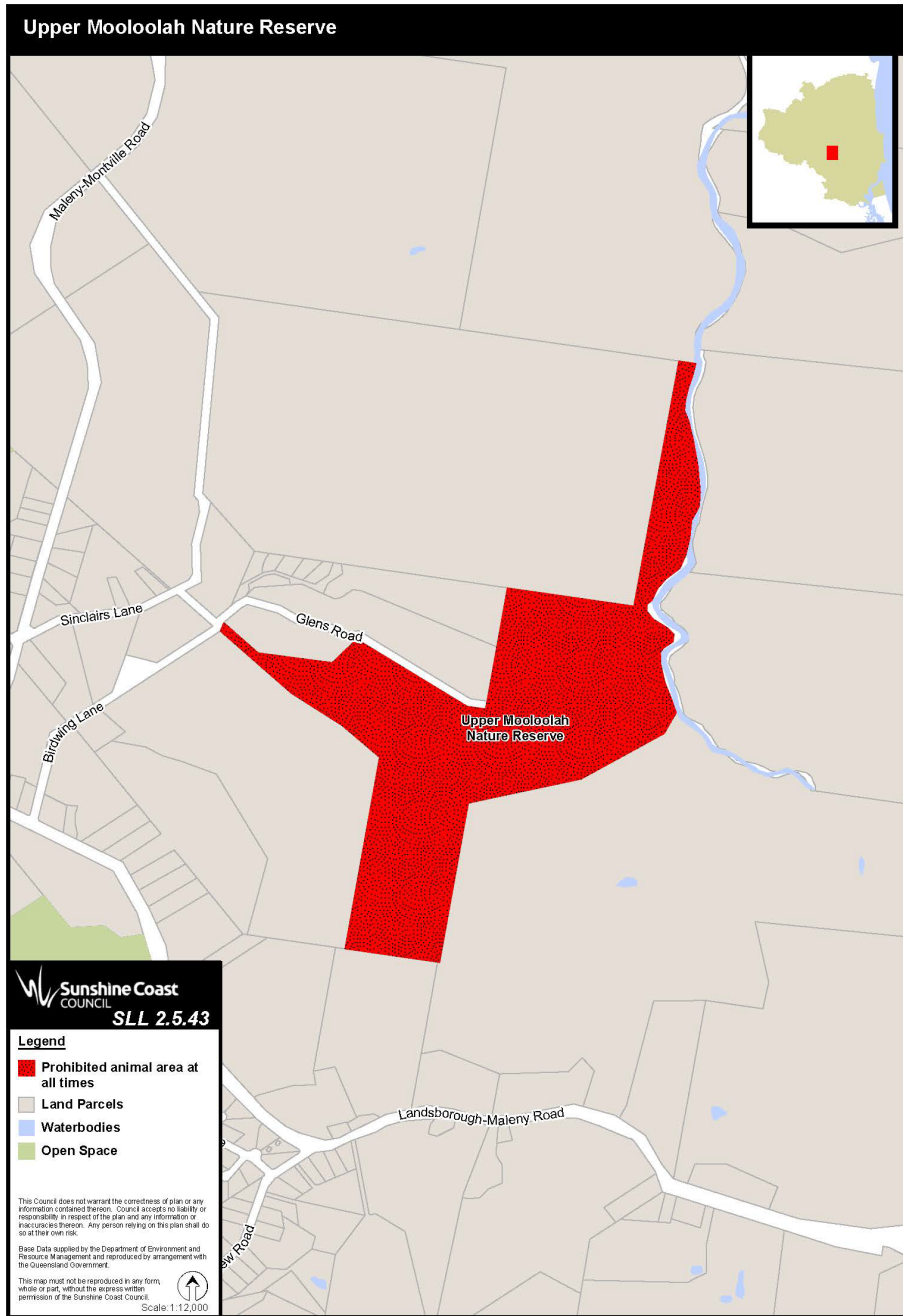 Upper Mooloolah Nature Reserve
Maleny-Montville Road
Sinclairs Lane
Glens Road
Birdwing Lane
Upper Mooloolah
Nature Reserve
Sunshine Coast
COUNCIL
SLL 2.5.43
Legend
Prohibited animal area at
all times
Land Parcels
Waterbodies
Open Space
Landsborough-Maleny Road
Road
This Council does not warrant the correctness of plan or any
information contained thereon. Council accepts no liability or
responsibility in respect of the plan and any information or
inaccuracies thereon. Any person relying on this plan shall do
so at their own risk.
Base Data supplied by the Department of Environment and
Resource Management and reproduced by arrangement with
the Queensland Government.
This map must not be reproduced in any form,
whole or part, without the express written
permission of the Sunshine Coast Council.
Scale:1:12,000